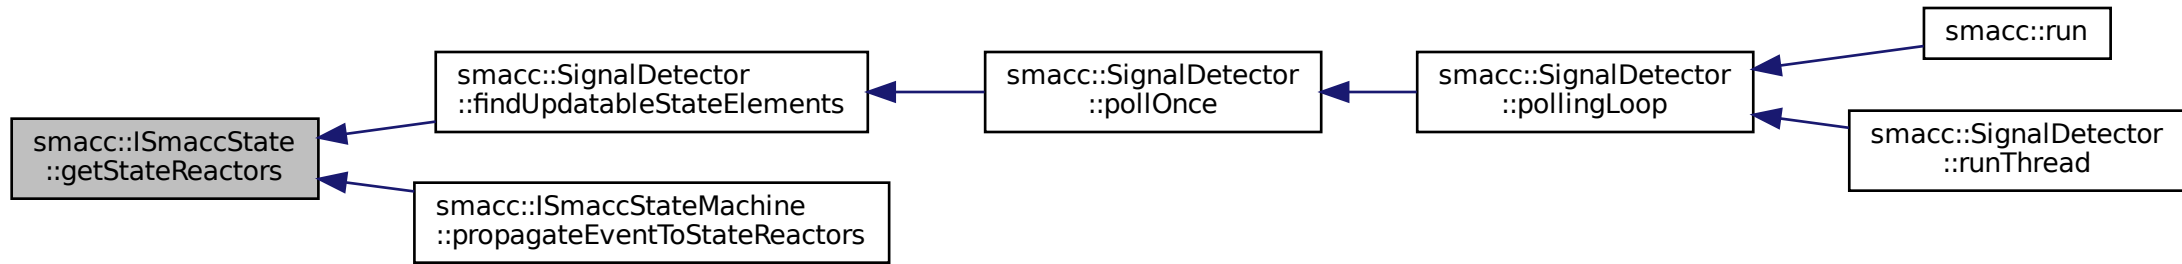 smacc::ISmaccState
::getStateReactors
smacc::SignalDetector
::findUpdatableStateElements
smacc::ISmaccStateMachine
::propagateEventToStateReactors
smacc::SignalDetector
::pollOnce
smacc::SignalDetector
::pollingLoop
smacc::run
smacc::SignalDetector
::runThread